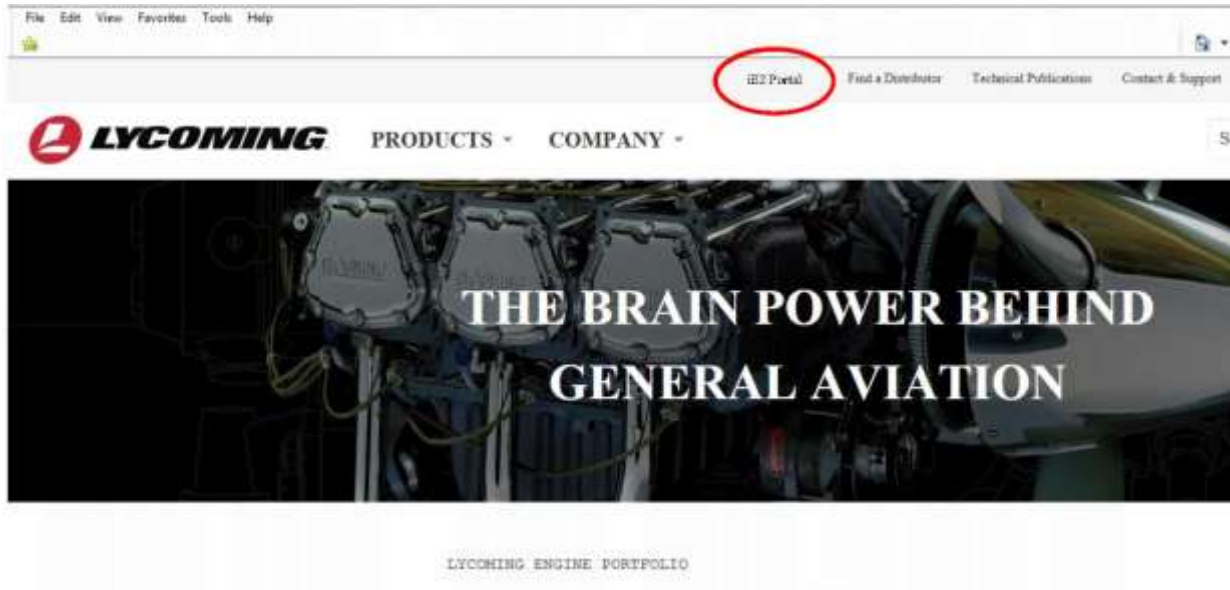 File Edit View Favorites Tools Help
iE2 Portal Find a Distributor Technical Publications Contact & Support
LYCOMING PRODUCTS COMPANY S
THE BRAIN POWER BEHIND
GENERAL AVIATION
LYCOMING ENGINE PORTFOLIO